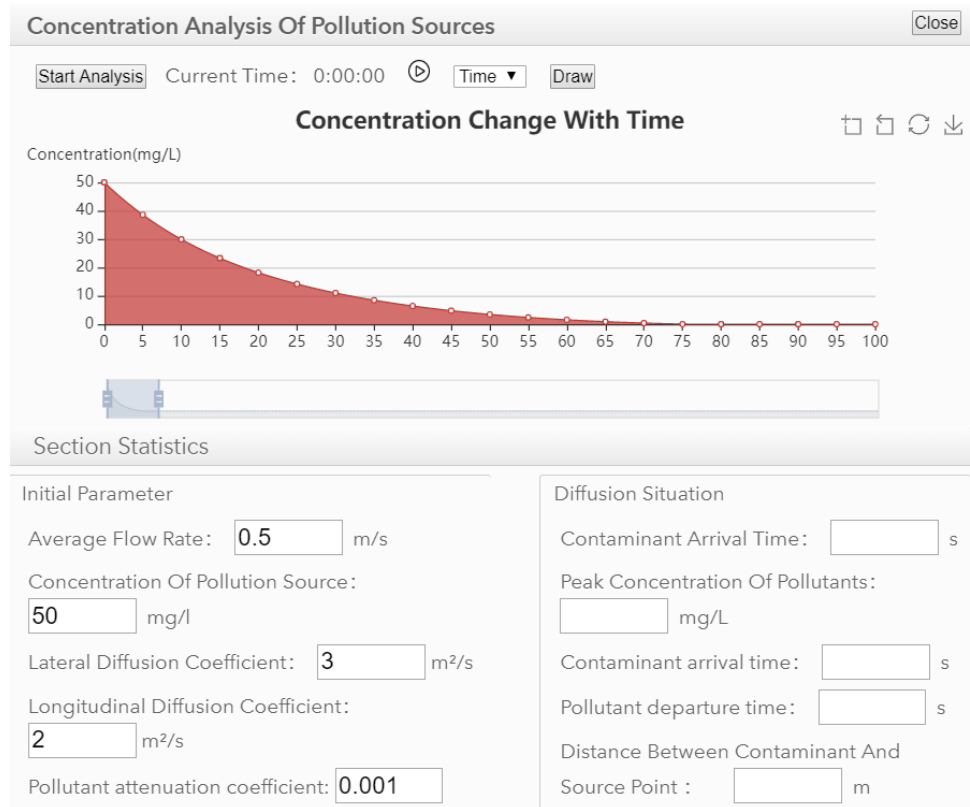 Concentration Analysis Of Pollution Sources
Close
Start Analysis Current Time: 0:00:00 Time ▼ Draw
Concentration Change With Time
Concentration(mg/L)
50
40
30
20
10
0
0 5 10 15 20 25 30 35 40 45 50 55 60 65 70 75 80 85 90 95 100
Section Statistics
Initial Parameter
Average Flow Rate: 0.5 m/s
Concentration Of Pollution Source:
50 mg/l
Lateral Diffusion Coefficient: 3 m²/s
Longitudinal Diffusion Coefficient:
2 m²/s
Pollutant attenuation coefficient: 0.001
Diffusion Situation
Contaminant Arrival Time: s
Peak Concentration Of Pollutants:
mg/L
Contaminant arrival time: s
Pollutant departure time: s
Distance Between Contaminant And
Source Point : m